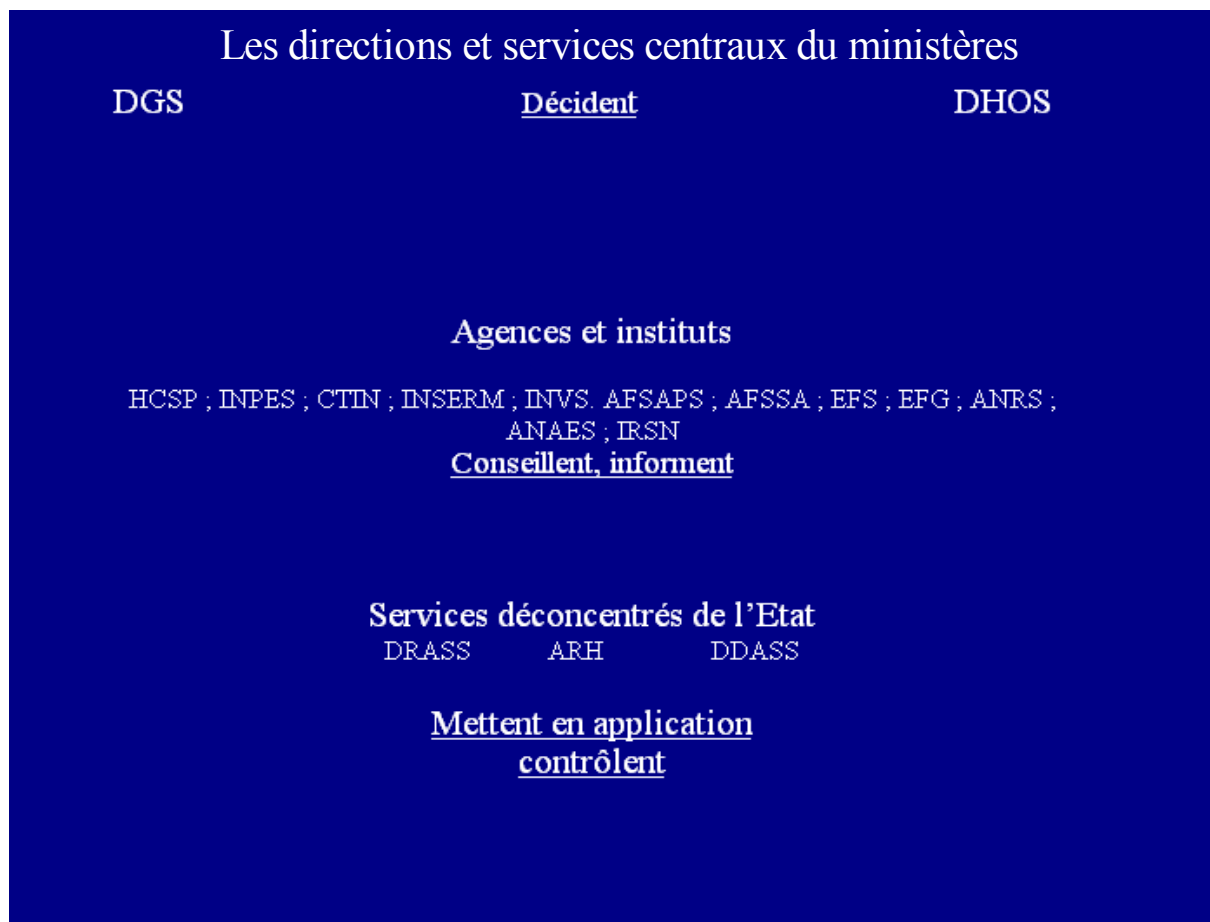 Les directions et services centraux du ministères
DGS Décident DHOS
Agences et instituts
HCSP ; INPES ; CTIN ; INSERM ; INVS. AFSAPS ; AFSSA ; EFS ; EFG ; ANRS ;
ANAES ; IRSN
Conseillent, informent
Services déconcentrés de l’Etat
DRASS ARH DDASS
Mettent en application
contrôlent